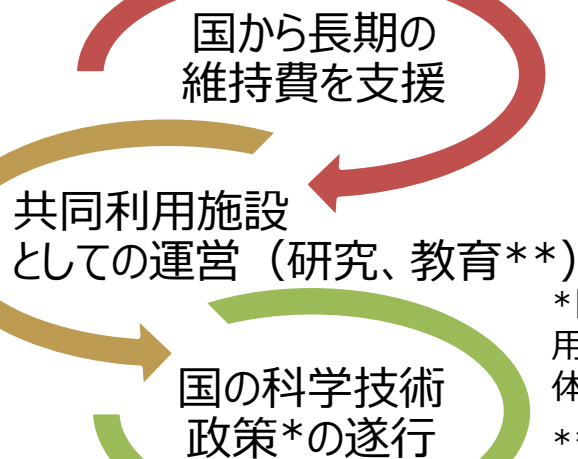 国から長期の
維持費を支援
共同利用施設
としての運営（研究、教育**）
国の科学技術
政策*の遂行
*
用
体
**